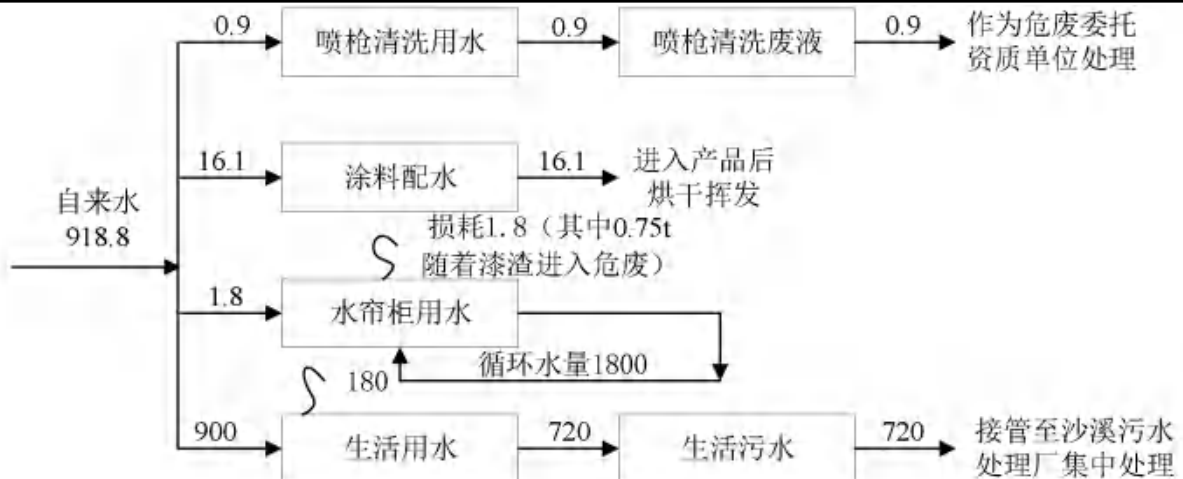 0.9
喷枪清洗用水
0.9
喷枪清洗废液
0.9
作为危废委托
资质单位处理
16.1
涂料配水
16.1
进入产品后
烘干挥发
自来水
918.8
损耗1.8（其中0.75t
随着漆渣进入危废）
1.8
水帘柜用水
循环水量1800
180
900
生活用水
720
生活污水
720
接管至沙溪污水
处理厂集中处理